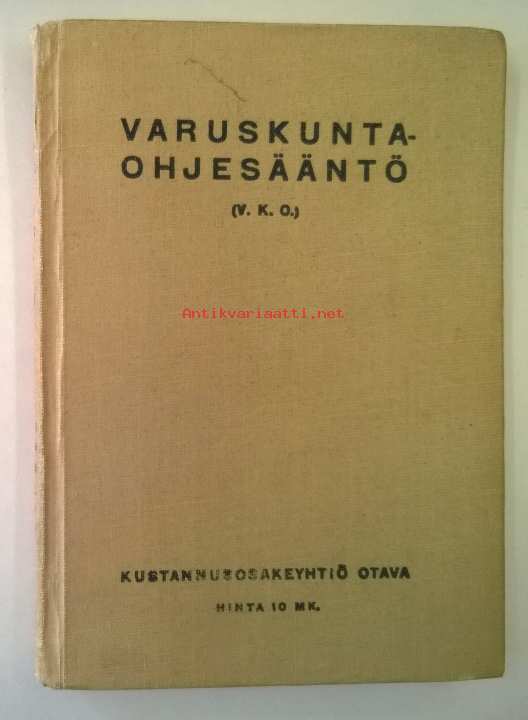 VARUSKUNTA-
OHJESÄÄNTÖ
(V. K. O.)
Antikvariaatti.net
KUSTANNUSOSAKEYHTIÖ OTAVA
HINTA 10 MK.